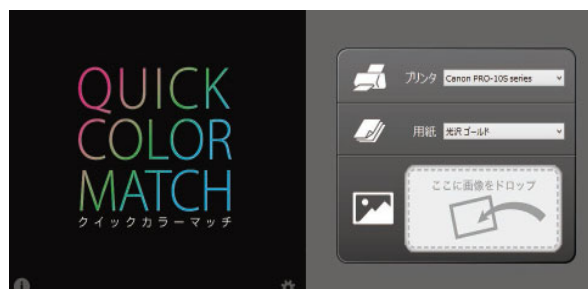 QUICK
COLOR
MATCH
クイックカラーマッチ
プリンタ Canon PRO-10S series
用紙 光沢 ゴールド
ここに画像をドロップ